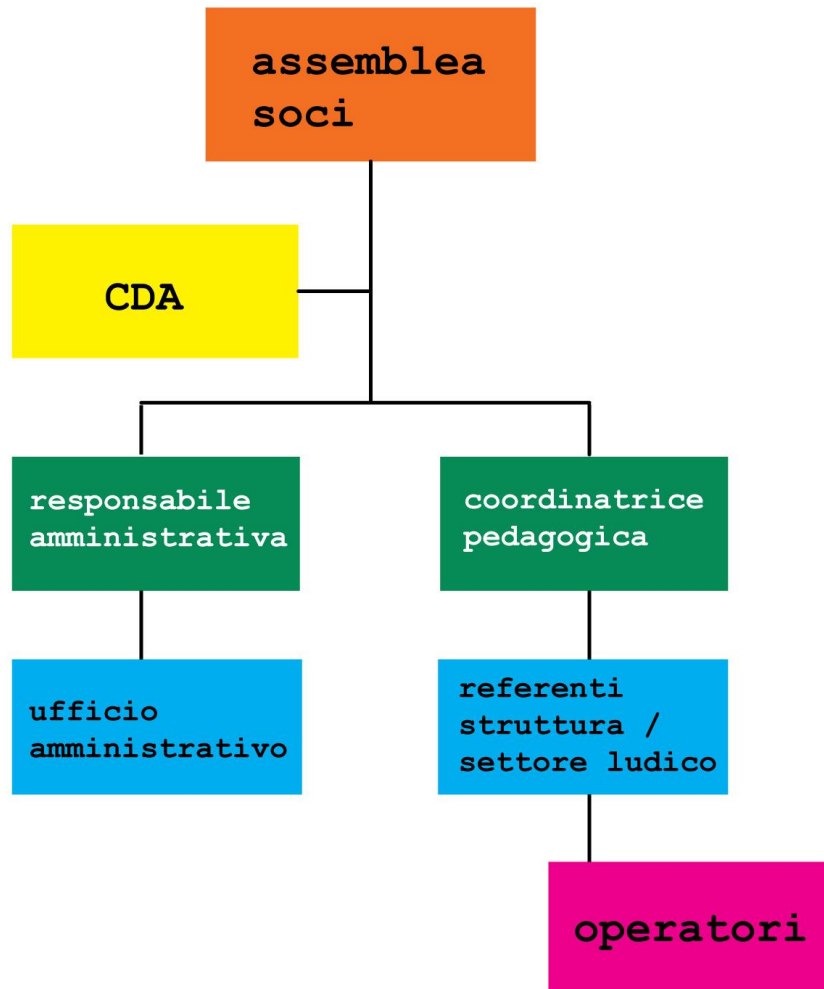 assemblea
soci
CDA
responsabile
amministrativa
coordinatrice
pedagogica
ufficio
amministrativo
referenti
struttura /
settore ludico
operatori